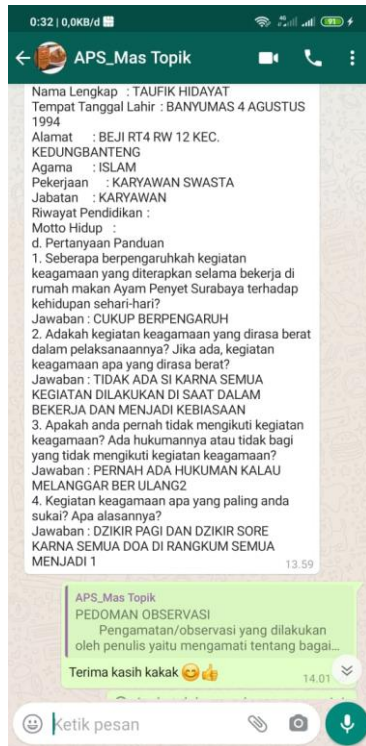 0:32 | 0,0KB/d
APS_Mas Topik
Nama Lengkap : TAUFIK HIDAYAT
Tempat Tanggal Lahir : BANYUMAS 4 AGUSTUS
1994
Alamat : BEJI RT4 RW 12 KEC.
KEDUNGBANTENG
Agama : ISLAM
Pekerjaan : KARYAWAN SWASTA
Jabatan : KARYAWAN
Riwayat Pendidikan :
Motto Hidup :
d. Pertanyaan Panduan
1. Seberapa berpengaruhkah kegiatan
keagamaan yang diterapkan selama bekerja di
rumah makan Ayam Penyet Surabaya terhadap
kehidupan sehari-hari?
Jawaban : CUKUP BERPENGARUH
2. Adakah kegiatan keagamaan yang dirasa berat
dalam pelaksanaannya? Jika ada, kegiatan
keagamaan apa yang dirasa berat?
Jawaban : TIDAK ADA SI KARNA SEMUA
KEGIATAN DILAKUKAN DI SAAT DALAM
BEKERJA DAN MENJADI KEBIASAAN
3. Apakah anda pernah tidak mengikuti kegiatan
keagamaan? Ada hukumannya atau tidak bagi
yang tidak mengikuti kegiatan keagamaan?
Jawaban : PERNAH ADA HUKUMAN KALAU
MELANGGAR BER ULANG2
4. Kegiatan keagamaan apa yang paling anda
sukai? Apa alasannya?
Jawaban : DZIKIR PAGI DAN DZIKIR SORE
KARNA SEMUA DOA DI RANGKUM SEMUA
MENJADI 1
13.59
APS_Mas Topik
PEDOMAN OBSERVASI
Pengamatan/observasi yang dilakukan
oleh penulis yaitu mengamati tentang bagai...
Terima kasih kakak 😊👍
14.01
Ketik pesan